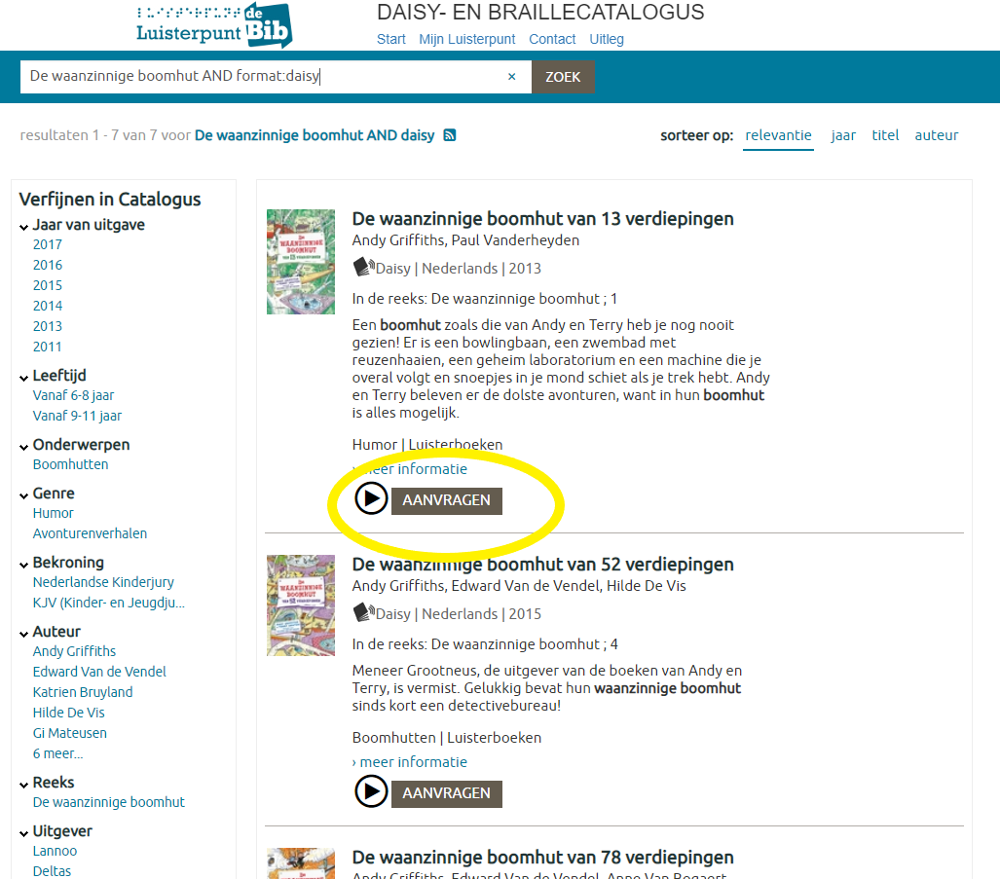 de
Luisterpunt Bib
DAISY- EN BRAILLECATALOGUS
Start Mijn Luisterpunt Contact Uitleg
De waanzinnige boomhut AND format:daisy × ZOEK
resultaten 1 - 7 van 7 voor De waanzinnige boomhut AND daisy
sorteer op: relevantie jaar titel auteur
Verfijnen in Catalogus
Jaar van uitgave
2017
2016
2015
2014
2013
2011
Leeftijd
Vanaf 6-8 jaar
Vanaf 9-11 jaar
Onderwerpen
Boomhutten
Genre
Humor
Avonturenverhalen
Bekroning
Nederlandse Kinderjury
KJV (Kinder- en Jeugdju...
Auteur
Andy Griffiths
Edward Van de Vendel
Katrien Bruyland
Hilde De Vis
Gi Mateusen
6 meer...
Reeks
De waanzinnige boomhut
Uitgever
Lannoo
Deltas
De
WAANZINNIGE
BOOMHUT
De waanzinnige boomhut van 13 verdiepingen
Andy Griffiths, Paul Vanderheyden
Daisy | Nederlands | 2013
In de reeks: De waanzinnige boomhut ; 1
Een boomhut zoals die van Andy en Terry heb je nog nooit
gezien! Er is een bowlingbaan, een zwembad met
reuzenhaaien, een geheim laboratorium en een machine die je
overal volgt en snoepjes in je mond schiet als je trek hebt. Andy
en Terry beleven er de dolste avonturen, want in hun boomhut
is alles mogelijk.
Humor | Luisterboeken
› meer informatie
AANVRAGEN
De
WAANZINNIGE
BOOMHUT
De waanzinnige boomhut van 52 verdiepingen
Andy Griffiths, Edward Van de Vendel, Hilde De Vis
Daisy | Nederlands | 2015
In de reeks: De waanzinnige boomhut ; 4
Meneer Grootneus, de uitgever van de boeken van Andy en
Terry, is vermist. Gelukkig bevat hun waanzinnige boomhut
sinds kort een detectivebureau!
Boomhutten | Luisterboeken
› meer informatie
AANVRAGEN
De waanzinnige boomhut van 78 verdiepingen
Andy Griffiths, Edward Van de Vendel, Anne Van Bogaert